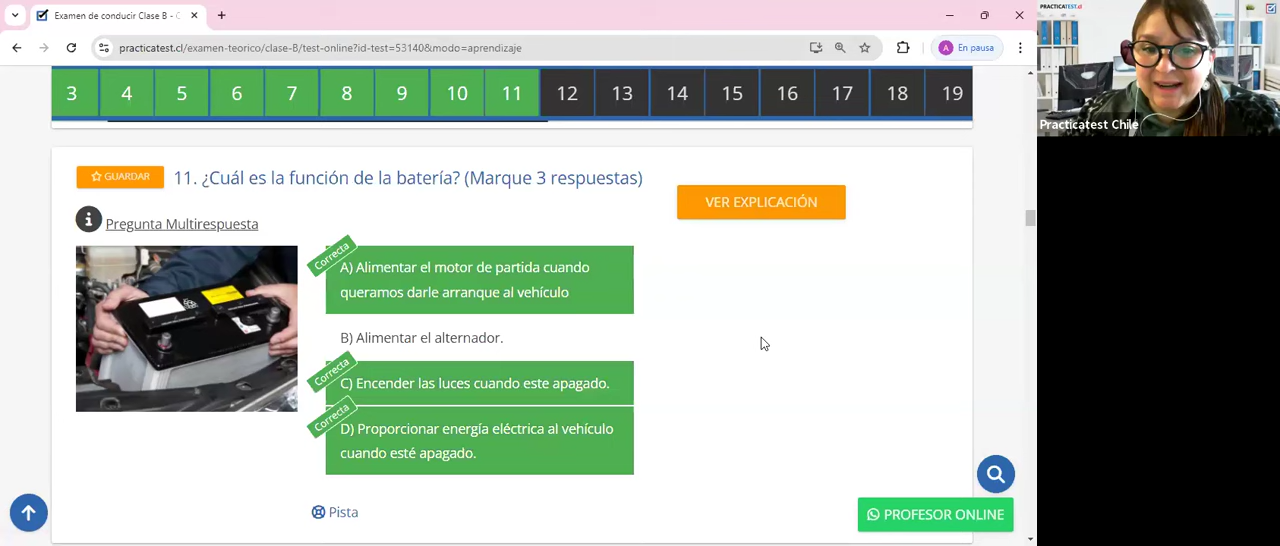 Examen de conducir Clase B - C
practicatest.cl/examen-teorico/clase-B/test-online?id-test=53140&modo=aprendizaje
A
En pausa
PRACTICATEST.cl
Practicatest Chile
3 4 5 6 7 8 9 10 11 12 13 14 15 16 17 18 19
GUARDAR
11. ¿Cuál es la función de la batería? (Marque 3 respuestas)
VER EXPLICACIÓN
Pregunta Multirespuesta
Correcta
A) Alimentar el motor de partida cuando
queramos darle arranque al vehículo
B) Alimentar el alternador.
Correcta
C) Encender las luces cuando este apagado.
Correcta
D) Proporcionar energía eléctrica al vehículo
cuando esté apagado.
Pista
PROFESOR ONLINE